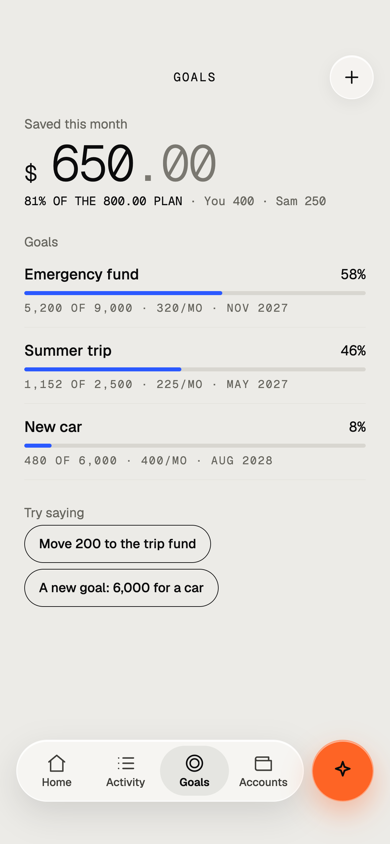 GOALS
Saved this month
$ 650.00
81% OF THE 800.00 PLAN · You 400 · Sam 250
Goals
Emergency fund 58%
5,200 OF 9,000 · 320/MO · NOV 2027
Summer trip 46%
1,152 OF 2,500 · 225/MO · MAY 2027
New car 8%
480 OF 6,000 · 400/MO · AUG 2028
Try saying
Move 200 to the trip fund
A new goal: 6,000 for a car
Home Activity Goals Accounts